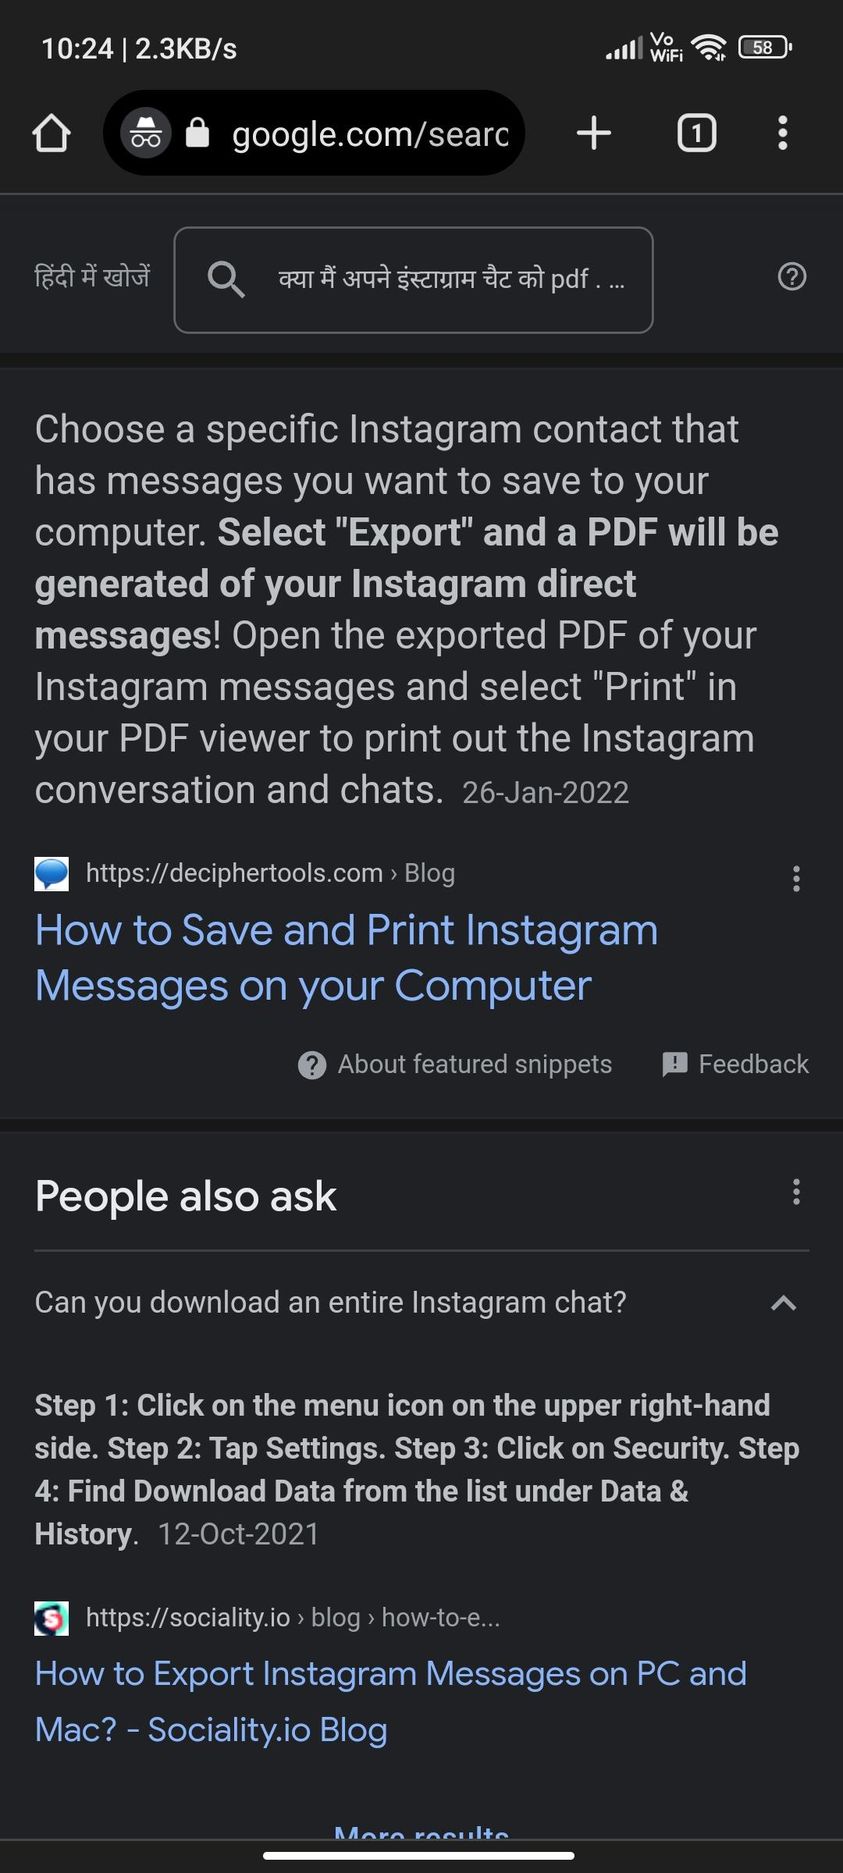 10:24 | 2.3KB/s
Vo
WiFi
58
google.com/searc
1
हिंदी में खोजें
क्या मैं अपने इंस्टाग्राम चैट को pdf . ...
Choose a specific Instagram contact that
has messages you want to save to your
computer. Select "Export" and a PDF will be
generated of your Instagram direct
messages! Open the exported PDF of your
Instagram messages and select "Print" in
your PDF viewer to print out the Instagram
conversation and chats. 26-Jan-2022
https://deciphertools.com › Blog
How to Save and Print Instagram
Messages on your Computer
About featured snippets
Feedback
People also ask
Can you download an entire Instagram chat?
Step 1: Click on the menu icon on the upper right-hand
side. Step 2: Tap Settings. Step 3: Click on Security. Step
4: Find Download Data from the list under Data &
History. 12-Oct-2021
https://sociality.io › blog › how-to-e...
How to Export Instagram Messages on PC and
Mac? - Sociality.io Blog
More results